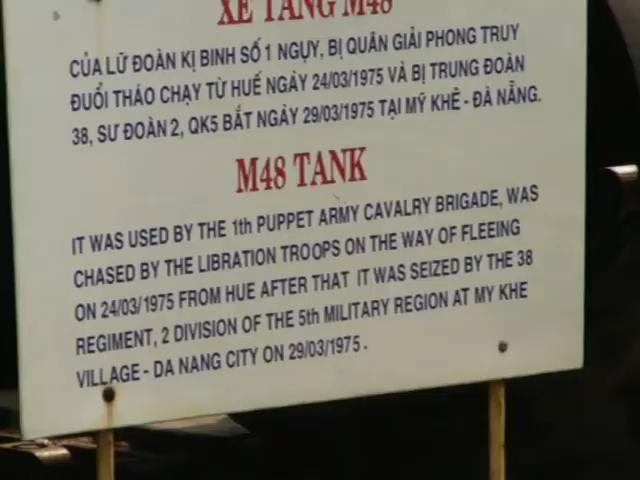 XE TĂNG M48
CỦA LỮ ĐOÀN KỊ BINH SỐ 1 NGỤY, BỊ QUÂN GIẢI PHONG TRUY
ĐUỔI THÁO CHẠY TỪ HUẾ NGÀY 24/03/1975 VÀ BỊ TRUNG ĐOÀN
38, SƯ ĐOÀN 2, QK5 BẮT NGÀY 29/03/1975 TẠI MỸ KHÊ - ĐÀ NẴNG.
M48 TANK
IT WAS USED BY THE 1th PUPPET ARMY CAVALRY BRIGADE, WAS
CHASED BY THE LIBRATION TROOPS ON THE WAY OF FLEEING
ON 24/03/1975 FROM HUE AFTER THAT IT WAS SEIZED BY THE 38
REGIMENT, 2 DIVISION OF THE 5th MILITARY REGION AT MY KHE
VILLAGE - DA NANG CITY ON 29/03/1975.